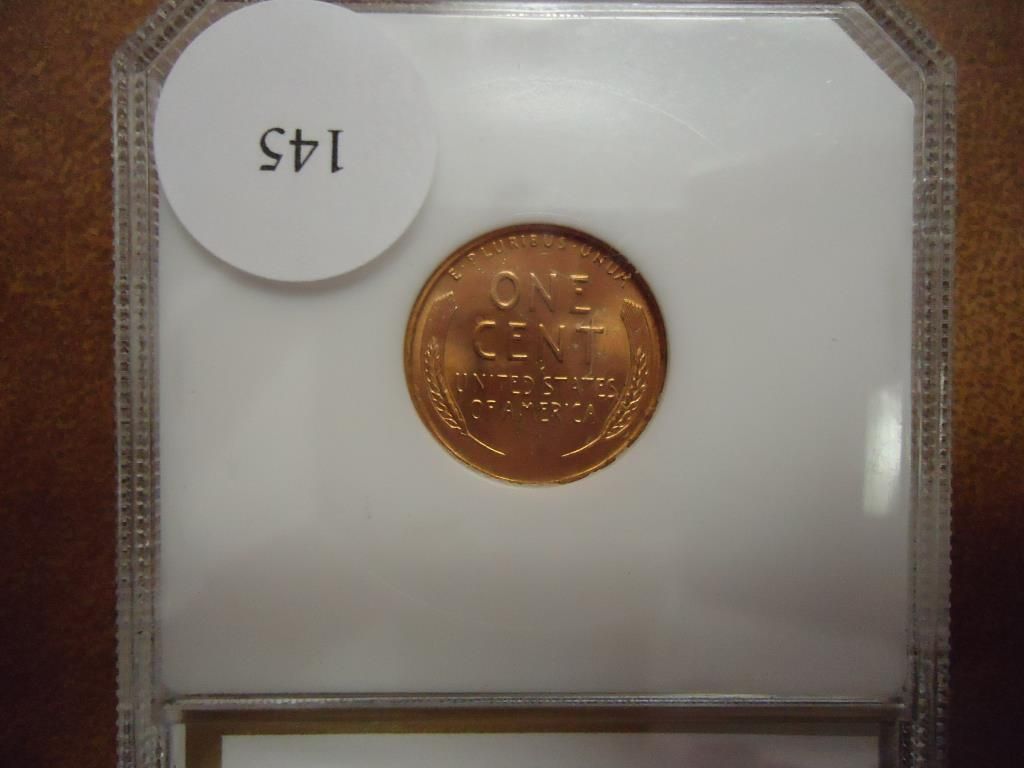 145
E·PLURIBUS·UNUM
ONE
CENT
UNITED STATES
OF AMERICA